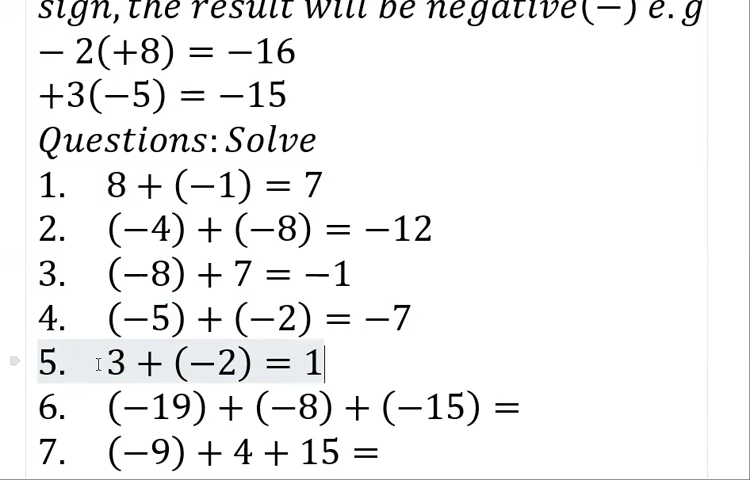 sign, the result will be negative(−) e. g
− 2(+8) = −16
+3(−5) = −15
Questions: Solve
1. 8 + (−1) = 7
2. (−4) + (−8) = −12
3. (−8) + 7 = −1
4. (−5) + (−2) = −7
5. 3 + (−2) = 1
6. (−19) + (−8) + (−15) =
7. (−9) + 4 + 15 =